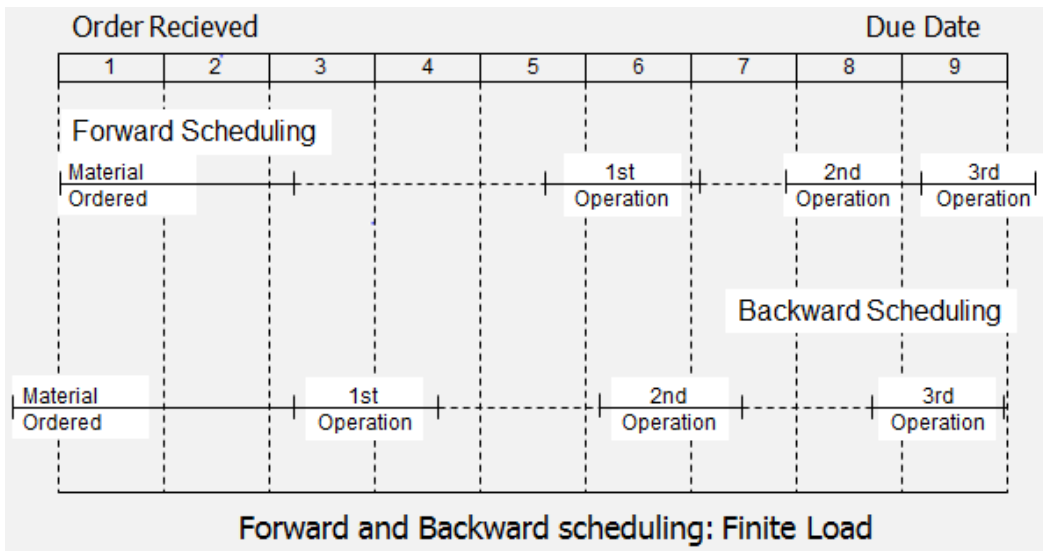 Order Recieved Due Date
1 2 3 4 5 6 7 8 9
Forward Scheduling
Material 1st 2nd 3rd
Ordered Operation Operation Operation
Backward Scheduling
Material 1st 2nd 3rd
Ordered Operation Operation Operation
Forward and Backward scheduling: Finite Load